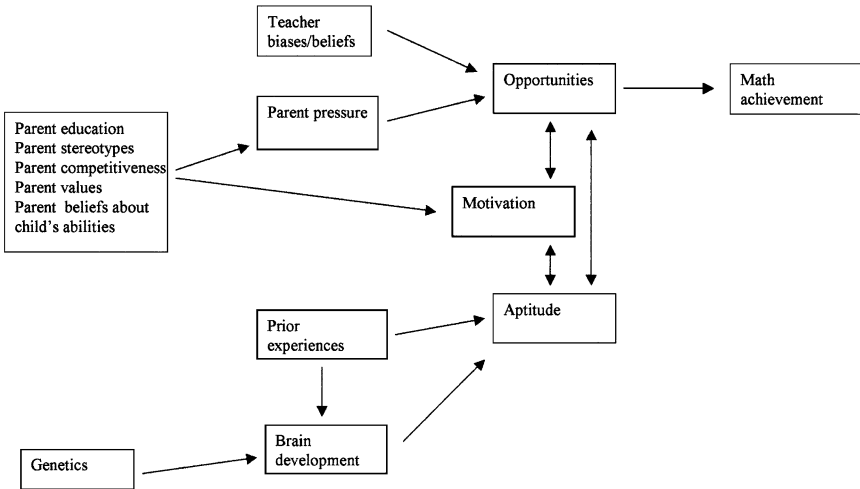 Teacher
biases/beliefs
Opportunities
Math
achievement
Parent pressure
Parent education
Parent stereotypes
Parent competitiveness
Parent values
Parent beliefs about
child's abilities
Motivation
Aptitude
Prior
experiences
Brain
development
Genetics